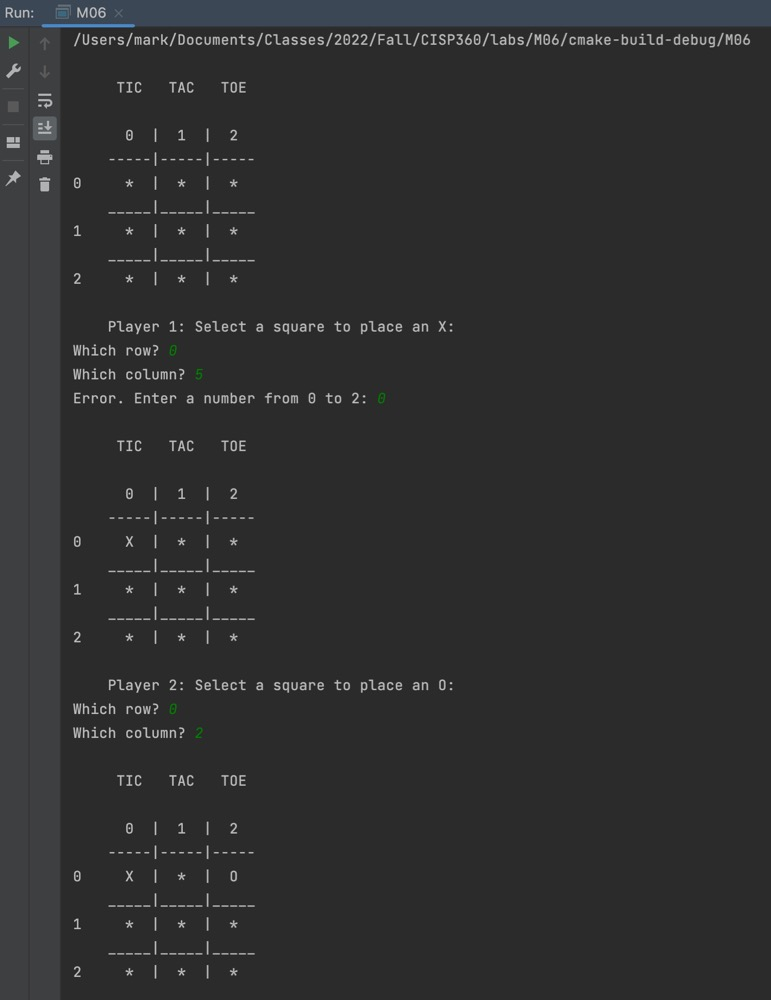 Run: M06
/Users/mark/Documents/Classes/2022/Fall/CISP360/labs/M06/cmake-build-debug/M06
TIC   TAC   TOE
0  |  1  |  2
-----|-----|-----
0     *  |  *  |  *
_____|_____|_____
1     *  |  *  |  *
_____|_____|_____
2     *  |  *  |  *
Player 1: Select a square to place an X:
Which row? 0
Which column? 5
Error. Enter a number from 0 to 2: 0
TIC   TAC   TOE
0  |  1  |  2
-----|-----|-----
0     X  |  *  |  *
_____|_____|_____
1     *  |  *  |  *
_____|_____|_____
2     *  |  *  |  *
Player 2: Select a square to place an O:
Which row? 0
Which column? 2
TIC   TAC   TOE
0  |  1  |  2
-----|-----|-----
0     X  |  *  |  O
_____|_____|_____
1     *  |  *  |  *
_____|_____|_____
2     *  |  *  |  *